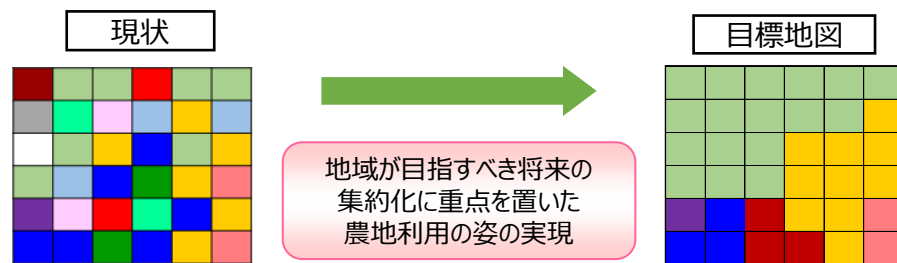 現状
目標地図
地域が目指すべき将来の
集約化に重点を置いた
農地利用の姿の実現